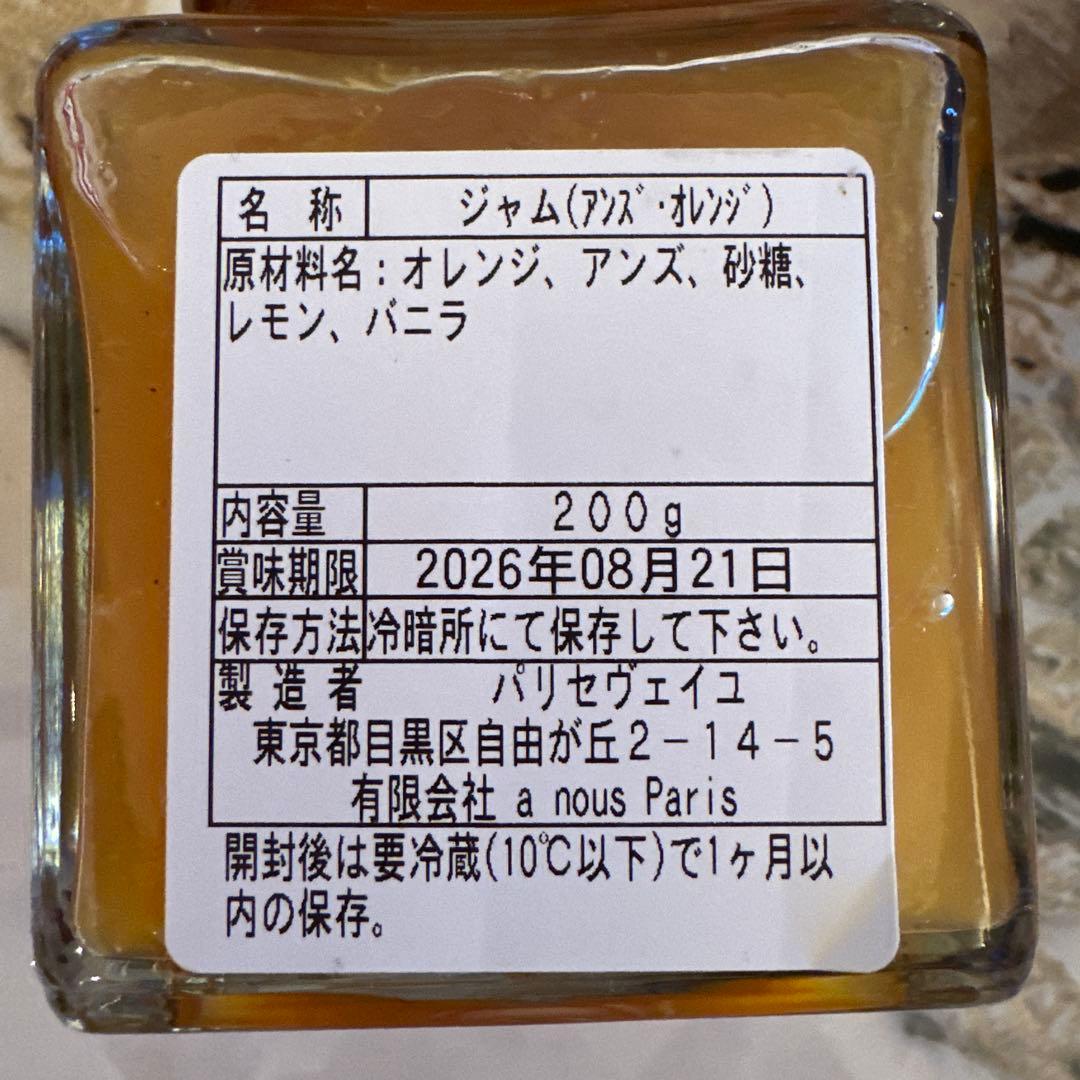 名 称 ジャム(ｱﾝｽﾞ･ｵﾚﾝｼﾞ)
原材料名:オレンジ、アンズ、砂糖、
レモン、バニラ
内容量 200g
賞味期限 2026年08月21日
保存方法 冷暗所にて保存して下さい。
製造者 パリセヴェイユ
東京都目黒区自由が丘2-14-5
有限会社 a nous Paris
開封後は要冷蔵(10℃以下)で1ヶ月以
内の保存。